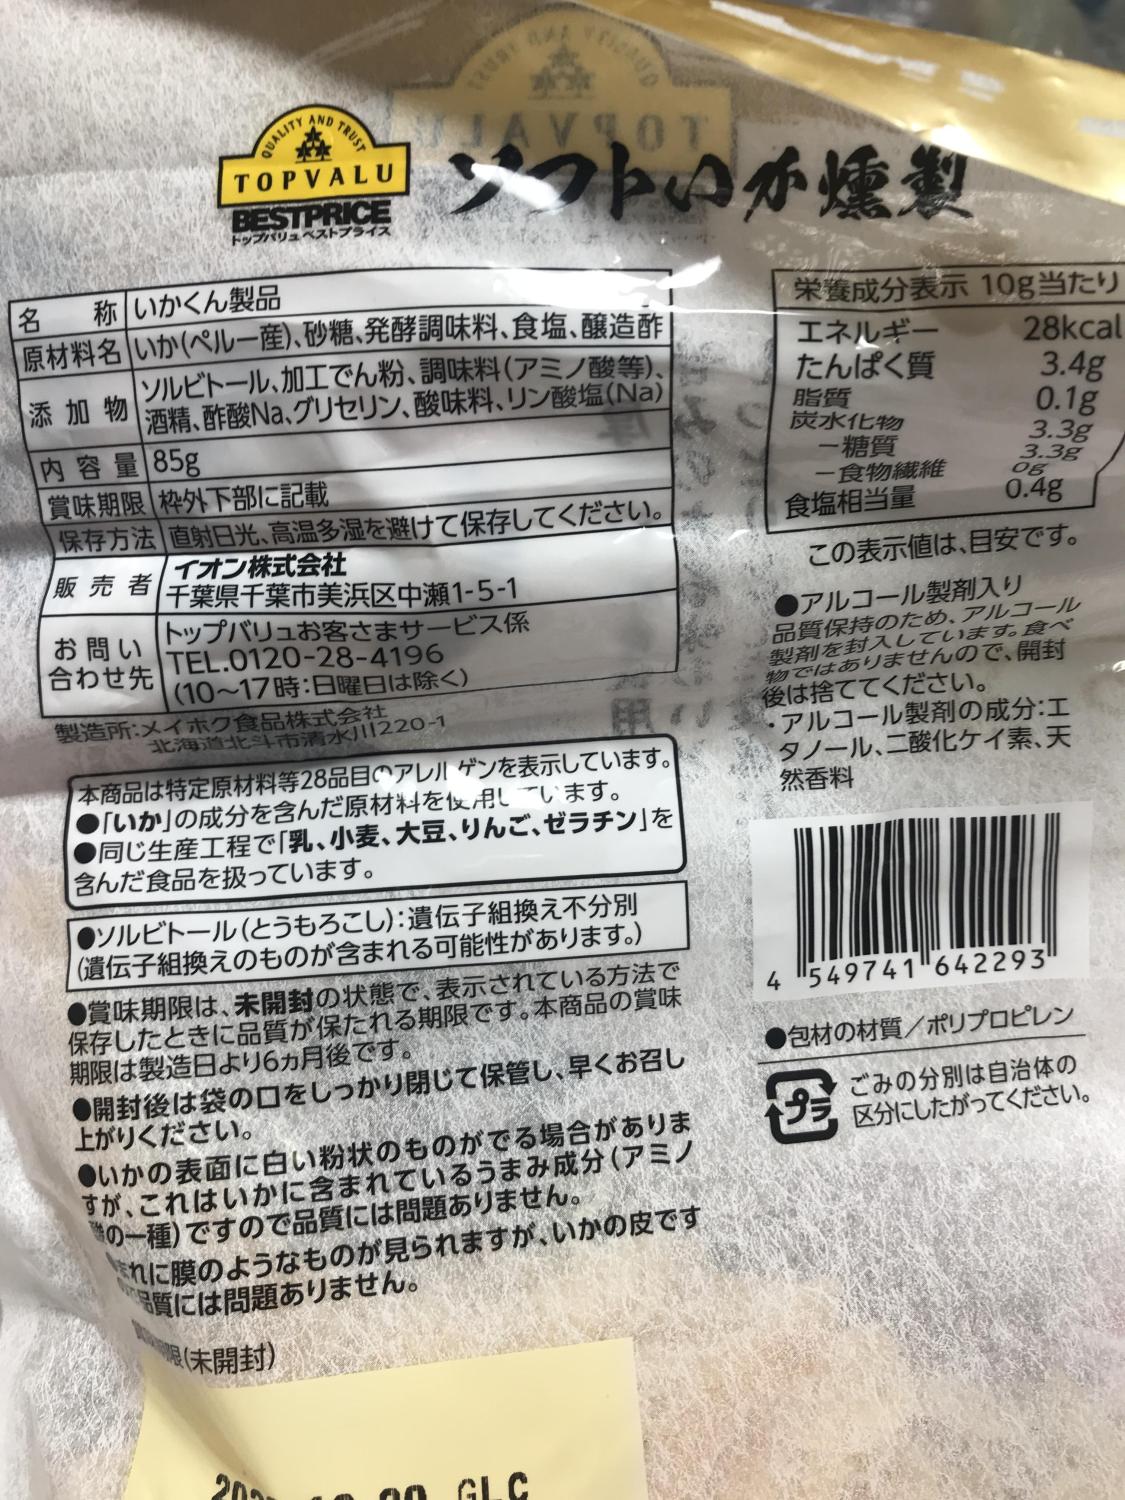 QUALITY AND TRUST
TOPVALU
BESTPRICE
トップバリュ ベストプライス
ソフトいか燻製
名 称 いかくん製品
原材料名 いか(ペルー産)、砂糖、発酵調味料、食塩、醸造酢
添加物 ソルビトール、加工でん粉、調味料(アミノ酸等)、
酒精、酢酸Na、グリセリン、酸味料、リン酸塩(Na)
内容量 85g
賞味期限 枠外下部に記載
保存方法 直射日光、高温多湿を避けて保存してください。
販売者 イオン株式会社
千葉県千葉市美浜区中瀬1-5-1
お問い合わせ先 トップバリュお客さまサービス係
TEL.0120-28-4196
(10～17時:日曜日は除く)
製造所:メイホク食品株式会社
北海道北斗市清水川220-1
本商品は特定原材料等28品目のアレルゲンを表示しています。
●「いか」の成分を含んだ原材料を使用しています。
●同じ生産工程で「乳、小麦、大豆、りんご、ゼラチン」を
含んだ食品を扱っています。
●ソルビトール(とうもろこし):遺伝子組換え不分別
(遺伝子組換えのものが含まれる可能性があります。)
●賞味期限は、未開封の状態で、表示されている方法で
保存したときに品質が保たれる期限です。本商品の賞味
期限は製造日より6ヵ月後です。
●開封後は袋の口をしっかり閉じて保管し、早くお召し
上がりください。
●いかの表面に白い粉状のものがでる場合がありま
すが、これはいかに含まれているうまみ成分(アミノ
酸の一種)ですので品質には問題ありません。
まれに膜のようなものが見られますが、いかの皮です
品質には問題ありません。
(未開封)
GLC
栄養成分表示 10g当たり
エネルギー 28kcal
たんぱく質 3.4g
脂質 0.1g
炭水化物 3.3g
－糖質 3.3g
－食物繊維 0g
食塩相当量 0.4g
この表示値は、目安です。
●アルコール製剤入り
品質保持のため、アルコール
製剤を封入しています。食べ
物ではありませんので、開封
後は捨ててください。
・アルコール製剤の成分:エ
タノール、二酸化ケイ素、天
然香料
4 549741 642293
●包材の材質／ポリプロピレン
プラ
ごみの分別は自治体の
区分にしたがってください。